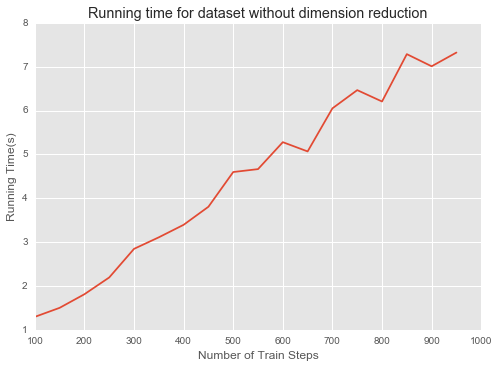 Running time for dataset without dimension reduction
Running Time(s)
8
7
6
5
4
3
2
1
100 200 300 400 500 600 700 800 900 1000
Number of Train Steps